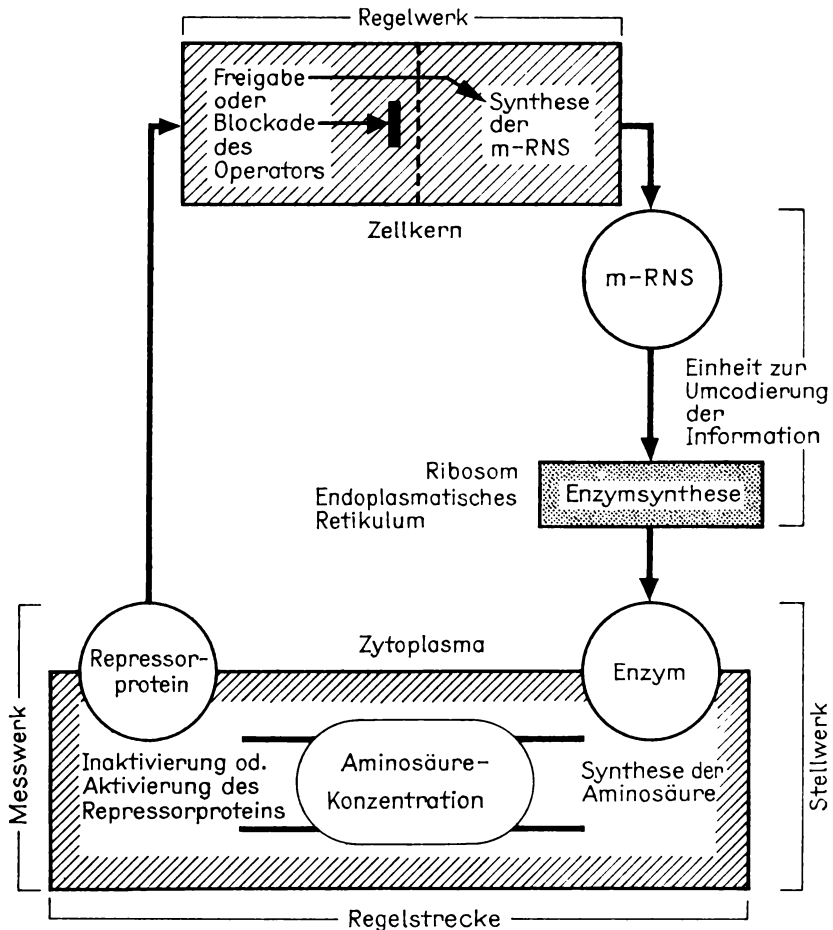 Regelwerk
Freigabe
oder
Blockade
des
Operators
Synthese
der
m-RNS
Zellkern
m-RNS
Einheit zur
Umcodierung
der
Information
Ribosom
Endoplasmatisches
Retikulum
Enzymsynthese
Zytoplasma
Repressor-
protein
Enzym
Messwerk
Inaktivierung od.
Aktivierung des
Repressorproteins
Aminosäure-
Konzentration
Synthese der
Aminosäure
Stellwerk
Regelstrecke